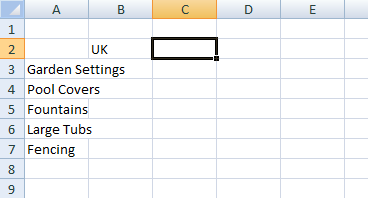 A B C D E
1
2 UK
3 Garden Settings
4 Pool Covers
5 Fountains
6 Large Tubs
7 Fencing
8
9